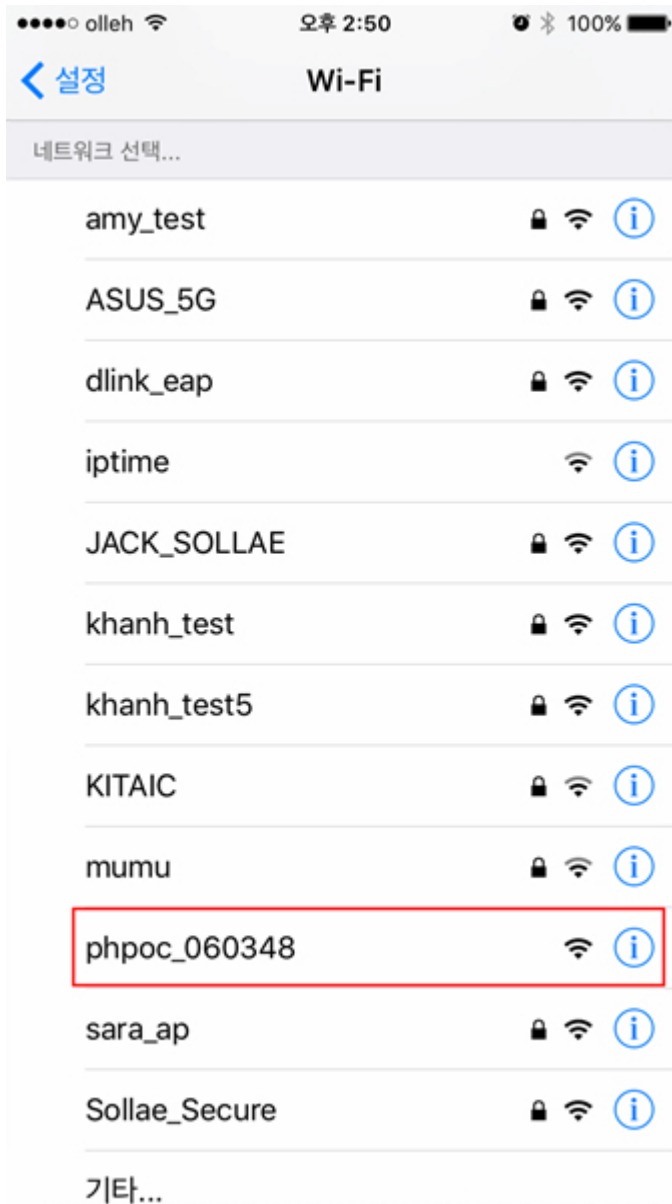 olleh 오후 2:50 100%
설정 Wi-Fi
네트워크 선택...
amy_test
ASUS_5G
dlink_eap
iptime
JACK_SOLLAE
khanh_test
khanh_test5
KITAIC
mumu
phpoc_060348
sara_ap
Sollae_Secure
기타...